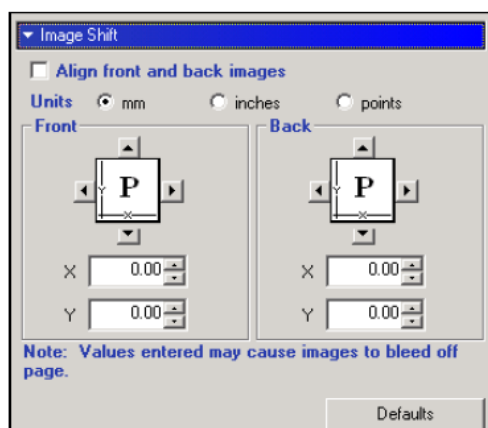 Image Shift
Align front and back images
Units mm inches points
Front Back
P P
Y Y
X X
X 0.00 X 0.00
Y 0.00 Y 0.00
Note: Values entered may cause images to bleed off
page.
Defaults